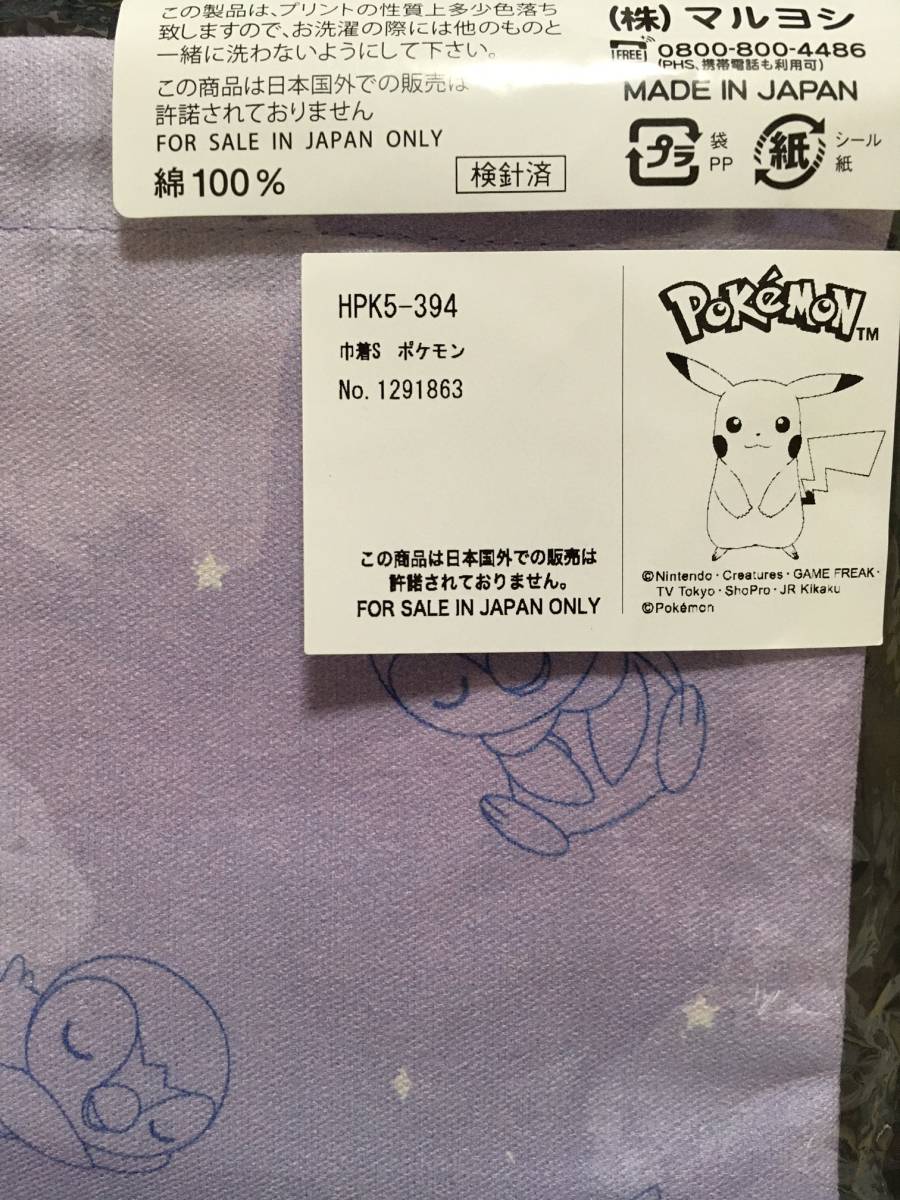 この製品は、プリントの性質上多少色落ち
致しますので、お洗濯の際には他のものと
一緒に洗わないようにして下さい。
この商品は日本国外での販売は
許諾されておりません
FOR SALE IN JAPAN ONLY
綿100%
検針済
(株)マルヨシ
FREE 0800-800-4486
(PHS、携帯電話も利用可)
MADE IN JAPAN
プラ 袋 PP
紙 シール 紙
HPK5-394
巾着S ポケモン
No. 1291863
この商品は日本国外での販売は
許諾されておりません。
FOR SALE IN JAPAN ONLY
POKéMON TM
©Nintendo・Creatures・GAME FREAK・
TV Tokyo・ShoPro・JR Kikaku
©Pokémon